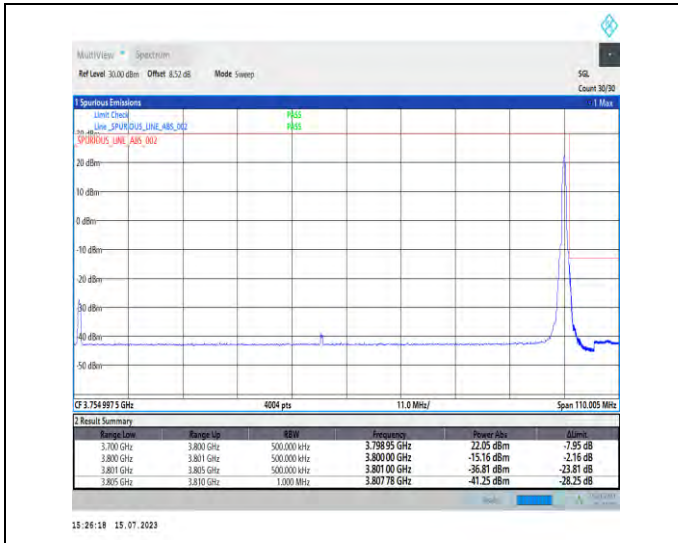 MultiView Spectrum
Ref Level 30.00 dBm Offset 8.52 dB Mode Sweep SGL
Count 30/30
1 Spurious Emissions 1 Max
Limit Check PASS
Line _SPURIOUS_LINE_ABS_002 PASS
_SPURIOUS_LINE_ABS_002
20 dBm
10 dBm
0 dBm
-10 dBm
-20 dBm
-30 dBm
-40 dBm
-50 dBm
CF 3.754 997 5 GHz 4004 pts 11.0 MHz/ Span 110.005 MHz
2 Result Summary
Range Low Range Up RBW Frequency Power Abs ΔLimit
3.700 GHz 3.800 GHz 500.000 kHz 3.798 95 GHz 22.05 dBm -7.95 dB
3.800 GHz 3.801 GHz 500.000 kHz 3.800 00 GHz -15.16 dBm -2.16 dB
3.801 GHz 3.805 GHz 500.000 kHz 3.801 00 GHz -36.81 dBm -23.81 dB
3.805 GHz 3.810 GHz 1.000 MHz 3.807 78 GHz -41.25 dBm -28.25 dB
15:26:18 15.07.2023